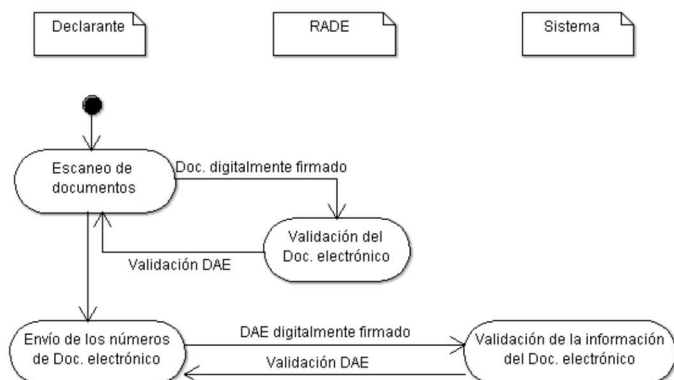 Declarante
RADE
Sistema
Escaneo de
documentos
Doc. digitalmente firmado
Validación del
Doc. electrónico
Validación DAE
Envío de los números
de Doc. electrónico
DAE digitalmente firmado
Validación DAE
Validación de la información
del Doc. electrónico